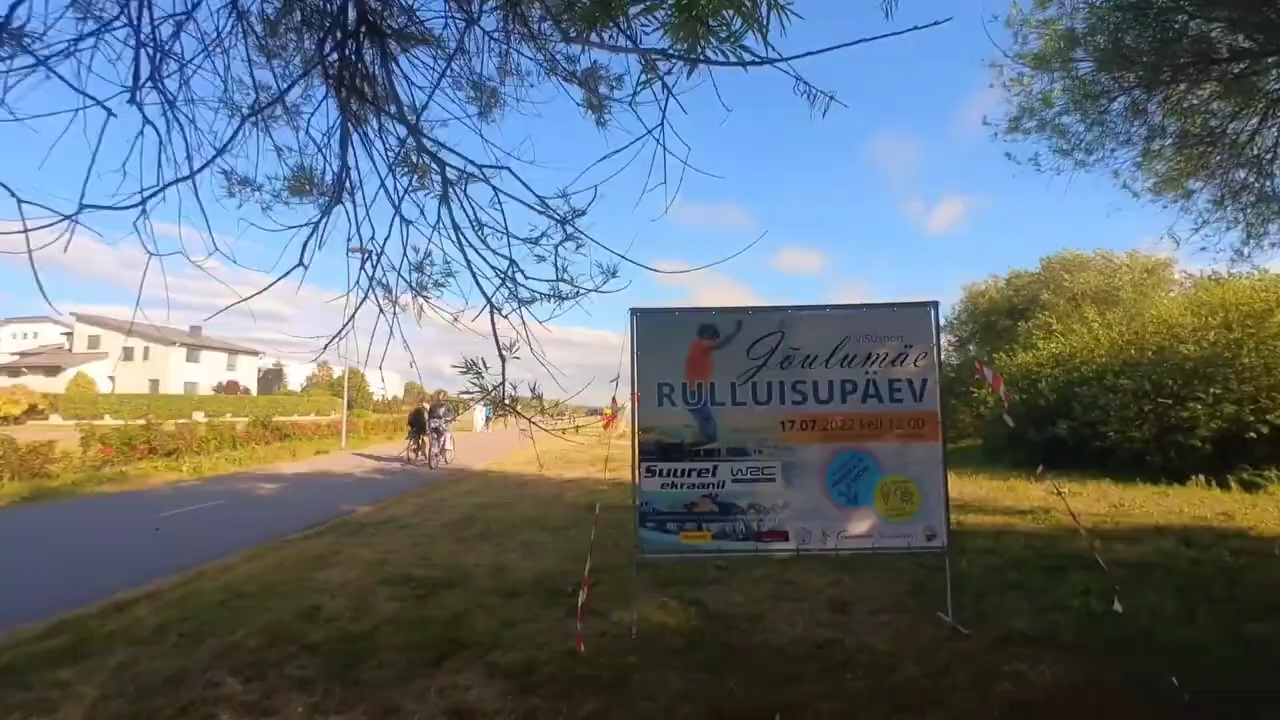 VISUsport
Jõulumäe
RULLUISUPÄEV
17.07.2022 kell 12.00
Suurel WRC
ekraanil